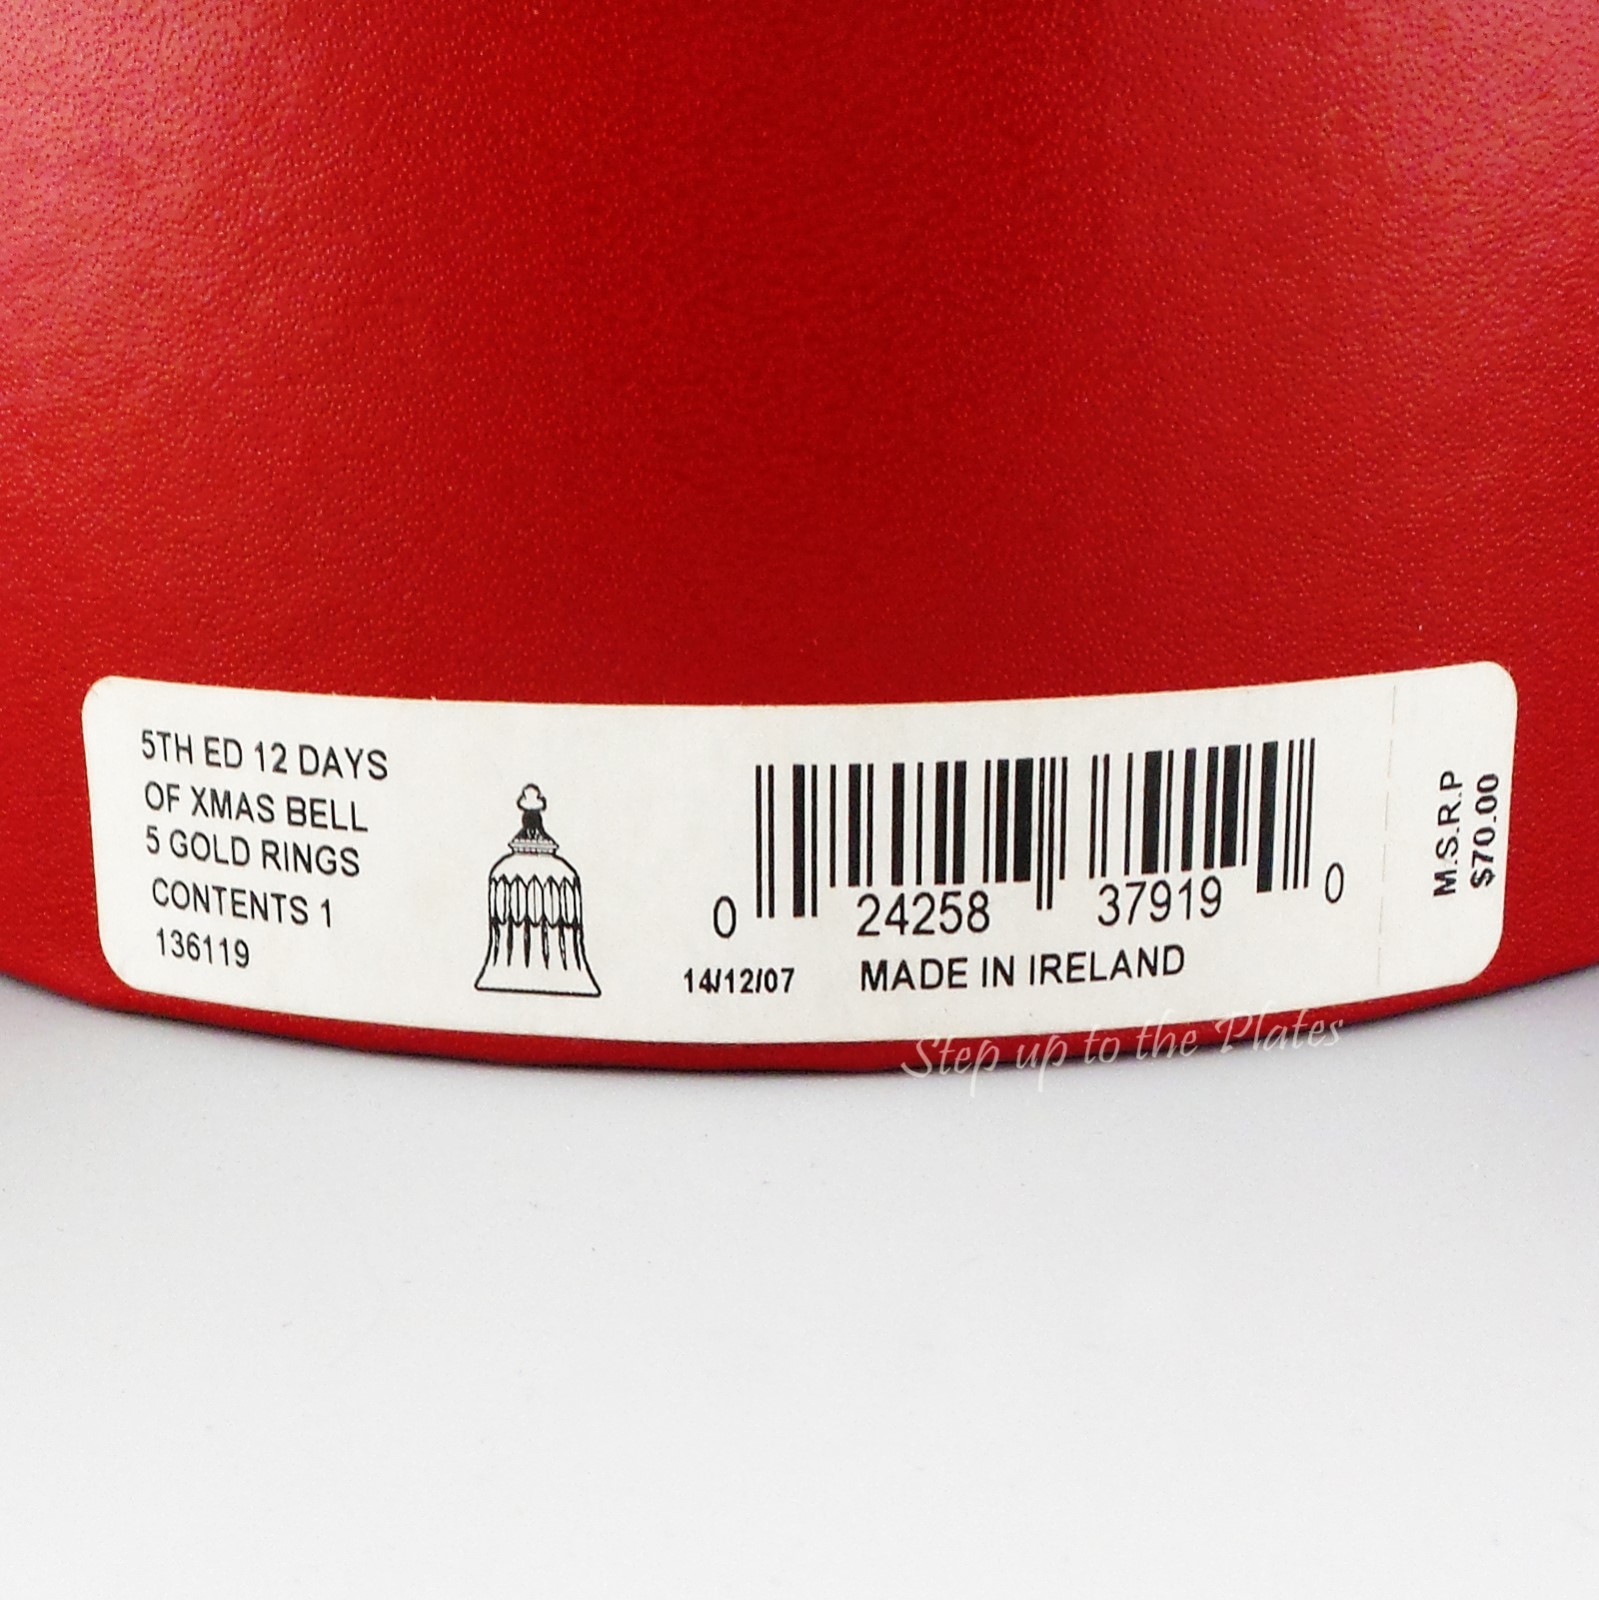 5TH ED 12 DAYS
OF XMAS BELL
5 GOLD RINGS
CONTENTS 1
136119
0 24258 37919 0
14/12/07 MADE IN IRELAND
M.S.R.P
$70.00
Step up to the Plates